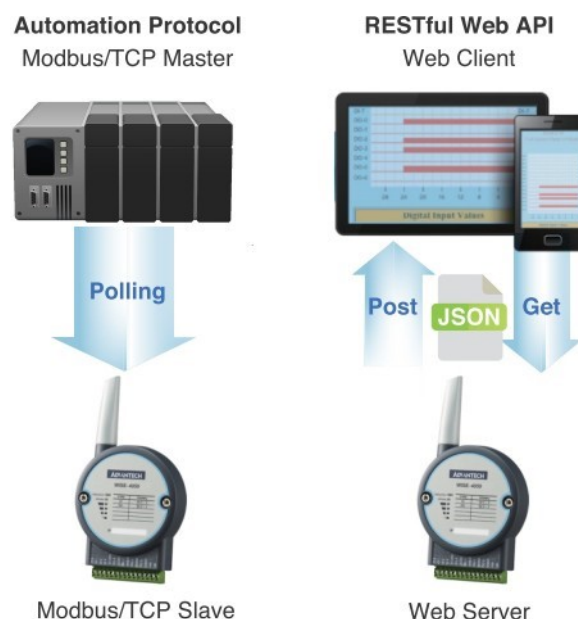 Automation Protocol
Modbus/TCP Master
RESTful Web API
Web Client
Digital Input Values
Polling
Post
JSON
Get
ADVANTECH
Modbus/TCP Slave
ADVANTECH
Web Server